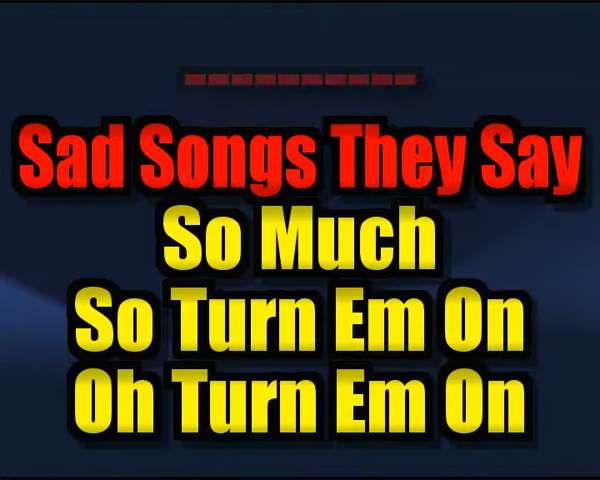 ----------
Sad Songs They Say
So Much
So Turn Em On
Oh Turn Em On